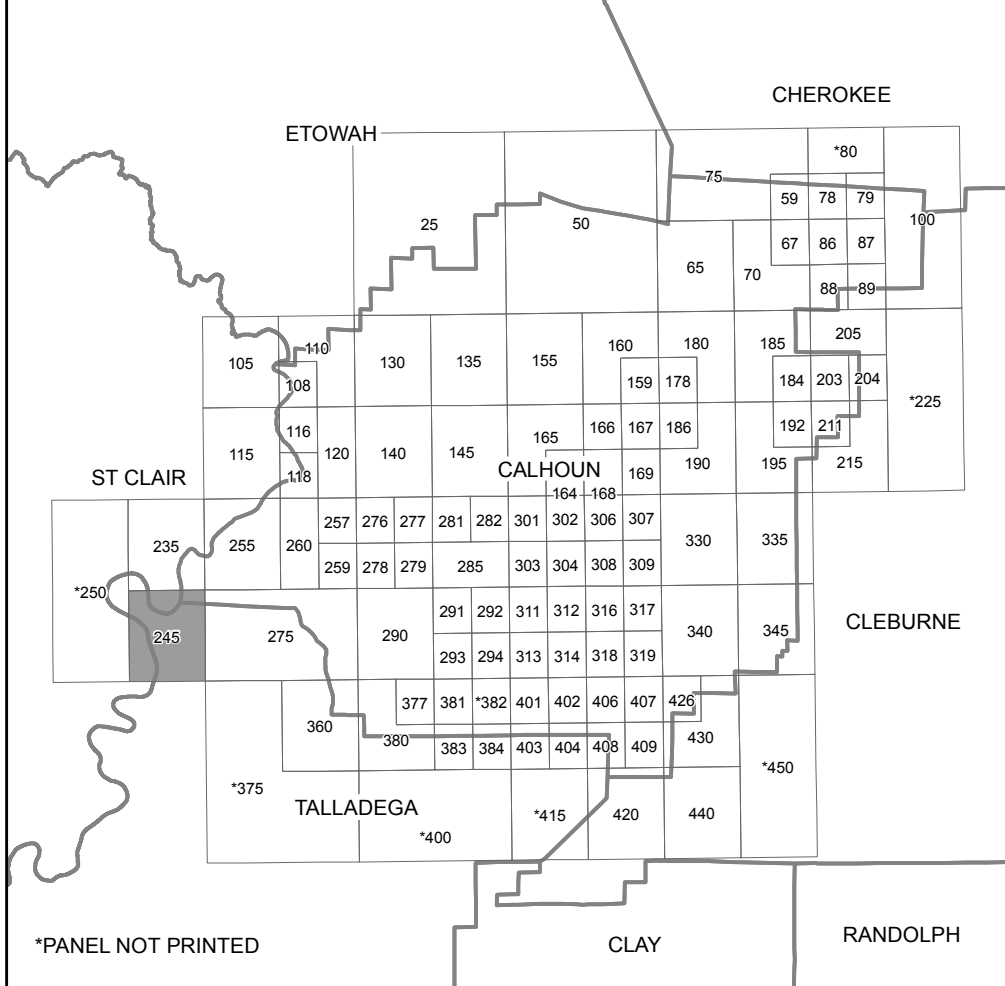 CHEROKEE
ETOWAH
*80
75
59 78 79
25 50 100
67 86 87
65 70
88 89
110 160 180 185 205
105 130 135 155
108 159 178 184 203 204
*225
116 166 167 186 192 211
115 120 140 145 165
ST CLAIR CALHOUN 169 190 195 215
118
164 168
257 276 277 281 282 301 302 306 307
235 255 260 330 335
259 278 279 285 303 304 308 309
*250
291 292 311 312 316 317
245 275 290 340 345 CLEBURNE
293 294 313 314 318 319
377 381 *382 401 402 406 407 426
360
380 383 384 403 404 408 409 430
*450
*375
TALLADEGA *415 420 440
*400
*PANEL NOT PRINTED CLAY RANDOLPH